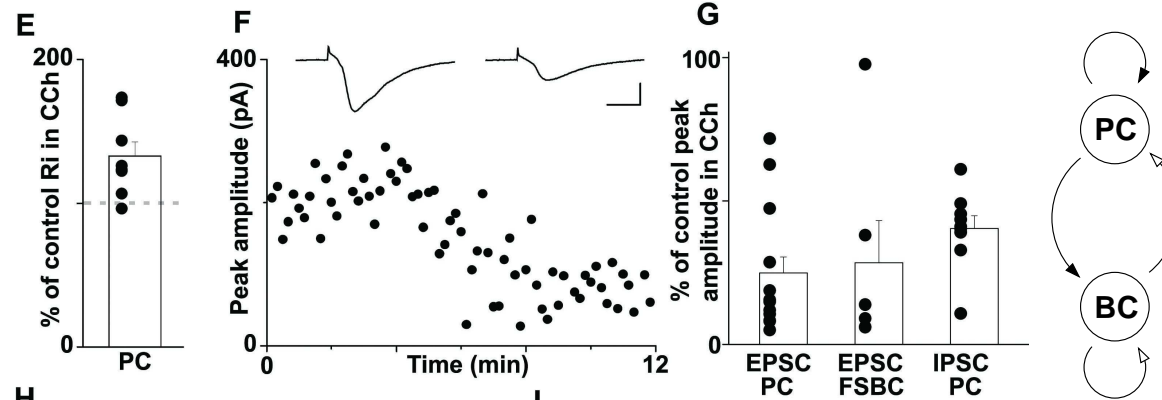 E
200
0
% of control Ri in CCh
PC
F
400
0
Peak amplitude (pA)
0
Time (min)
12
G
100
0
% of control peak
amplitude in CCh
EPSC
PC
EPSC
FSBC
IPSC
PC
PC
BC
H